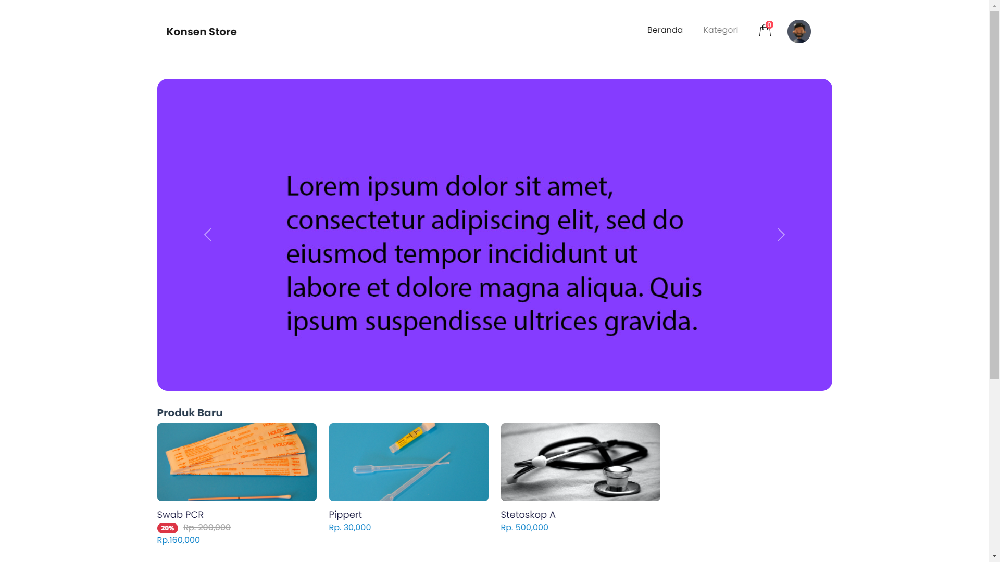 Konsen Store
Beranda
Kategori
0
Lorem ipsum dolor sit amet,
consectetur adipiscing elit, sed do
eiusmod tempor incididunt ut
labore et dolore magna aliqua. Quis
ipsum suspendisse ultrices gravida.
Produk Baru
HOLOGIC
HOLOGIC
Swab PCR
20% Rp. 200,000
Rp.160,000
Pippert
Rp. 30,000
Stetoskop A
Rp. 500,000